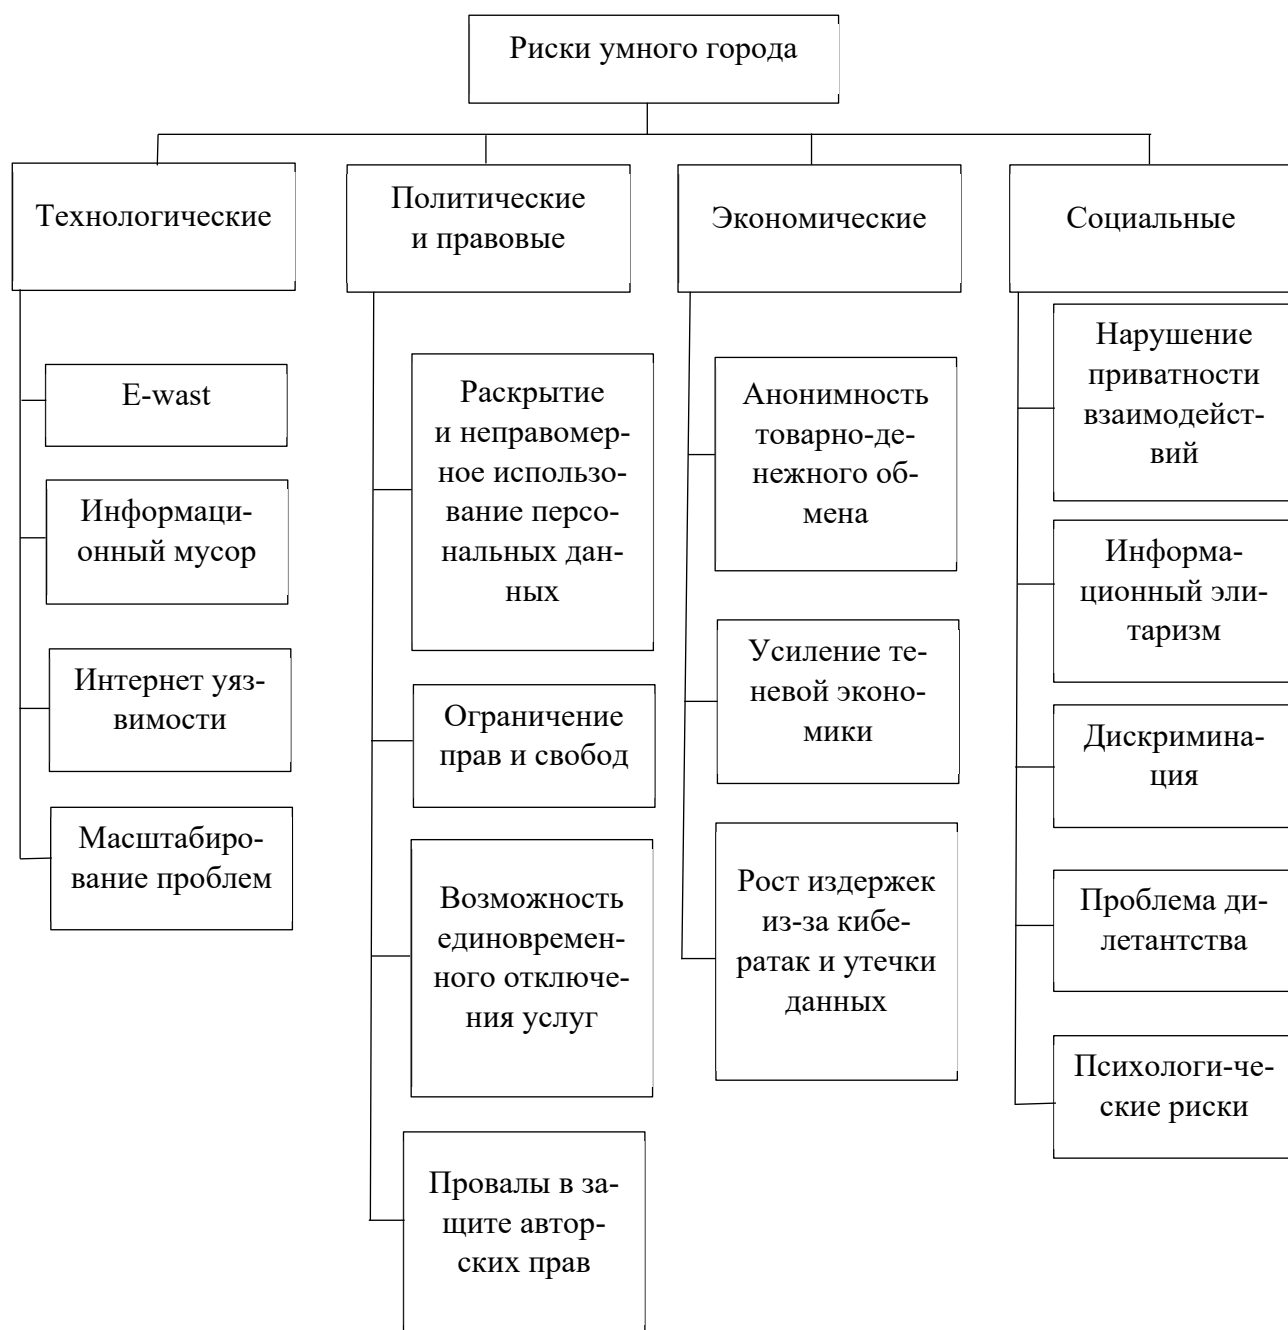 Риски умного города
Технологические
Политические
и правовые
Экономические
Социальные
E-wast
Информаци-
онный мусор
Интернет уяз-
вимости
Масштабиро-
вание проблем
Раскрытие
и неправомер-
ное использо-
вание персо-
нальных дан-
ных
Ограничение
прав и свобод
Возможность
единовремен-
ного отключе-
ния услуг
Провалы в за-
щите автор-
ских прав
Анонимность
товарно-де-
нежного об-
мена
Усиление те-
невой эконо-
мики
Рост издержек
из-за кибе-
ратак и утечки
данных
Нарушение
приватности
взаимодейст-
вий
Информа-
ционный эли-
таризм
Дискримина-
ция
Проблема ди-
летантства
Психологи-че-
ские риски